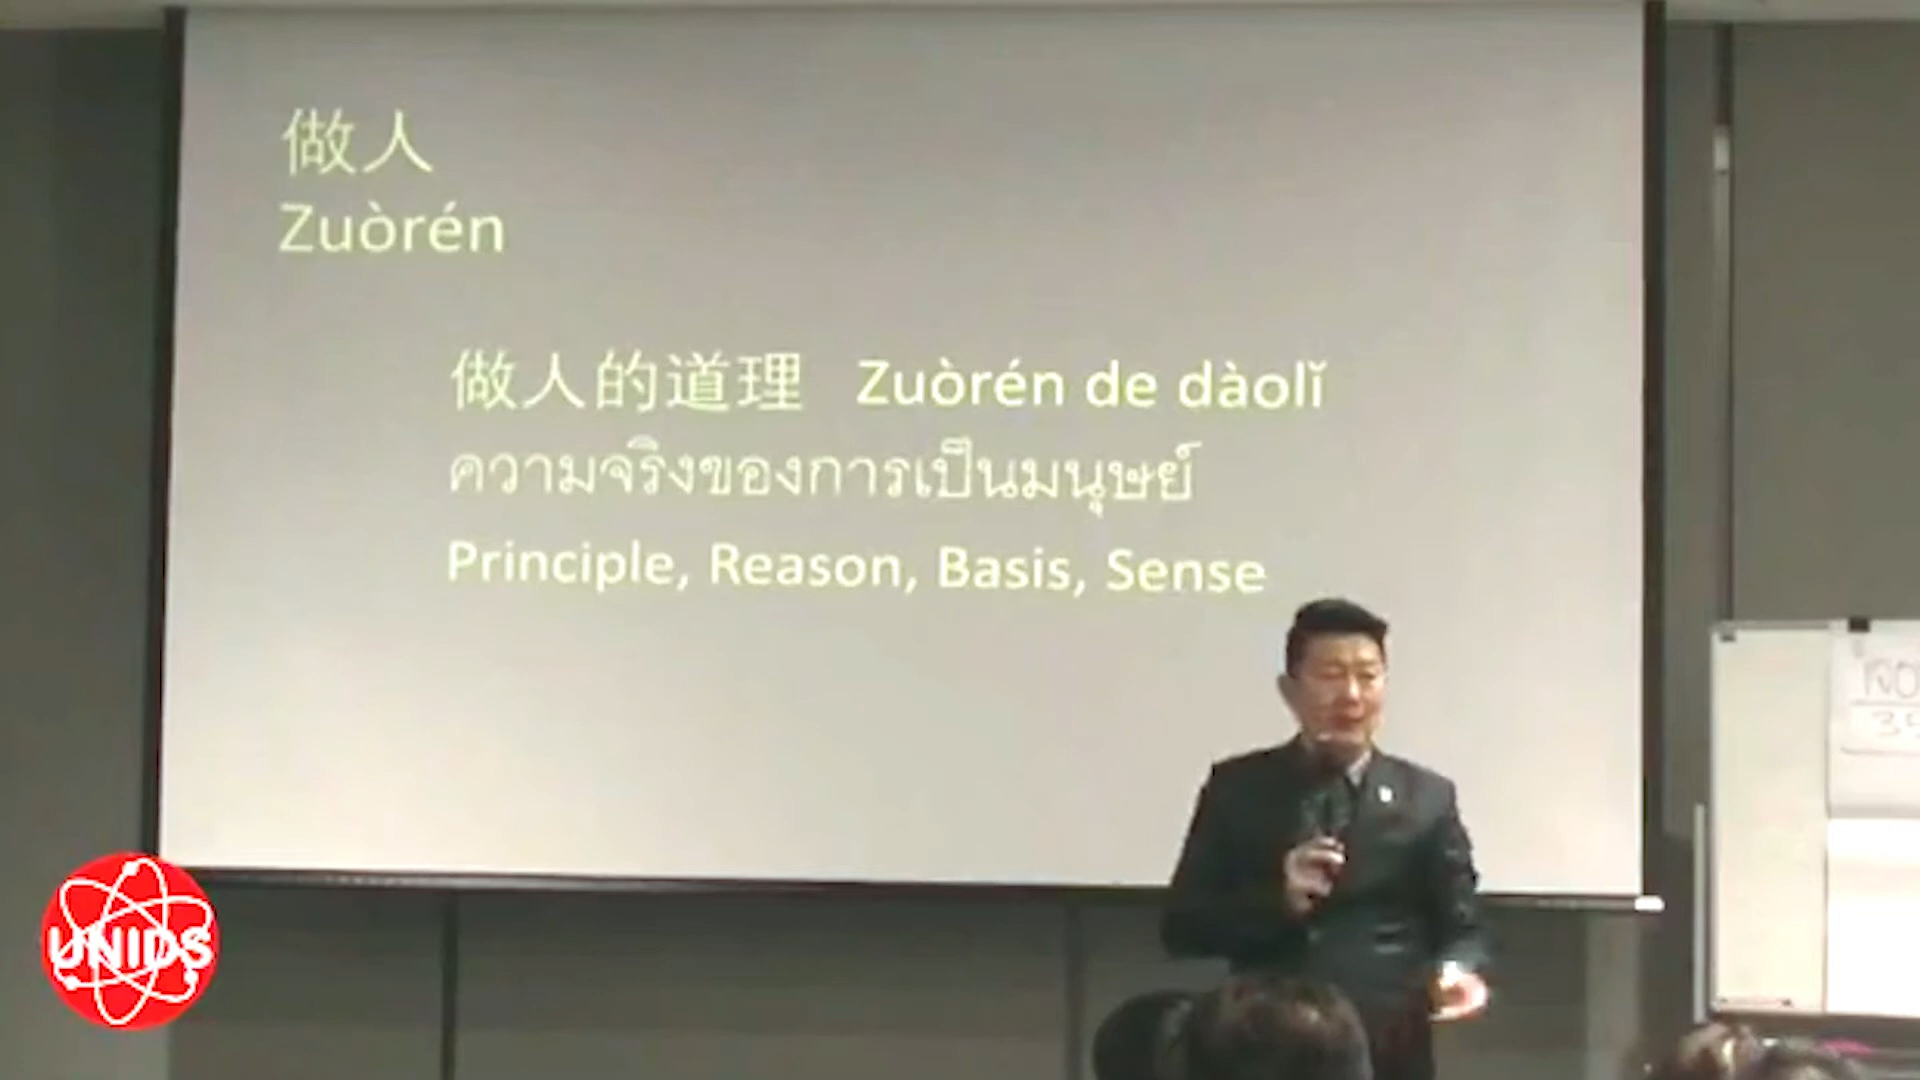 做人
Zuòrén
做人的道理 Zuòrén de dàolǐ
ความจริงของการเป็นมนุษย์
Principle, Reason, Basis, Sense
UNIDS